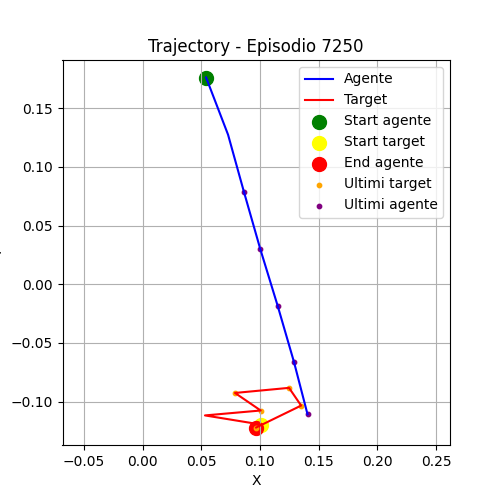 Trajectory - Episodio 7250
Agente
Target
Start agente
Start target
End agente
Ultimi target
Ultimi agente
0.15
0.10
0.05
0.00
−0.05
−0.10
−0.05
0.00
0.05
0.10
0.15
0.20
0.25
X